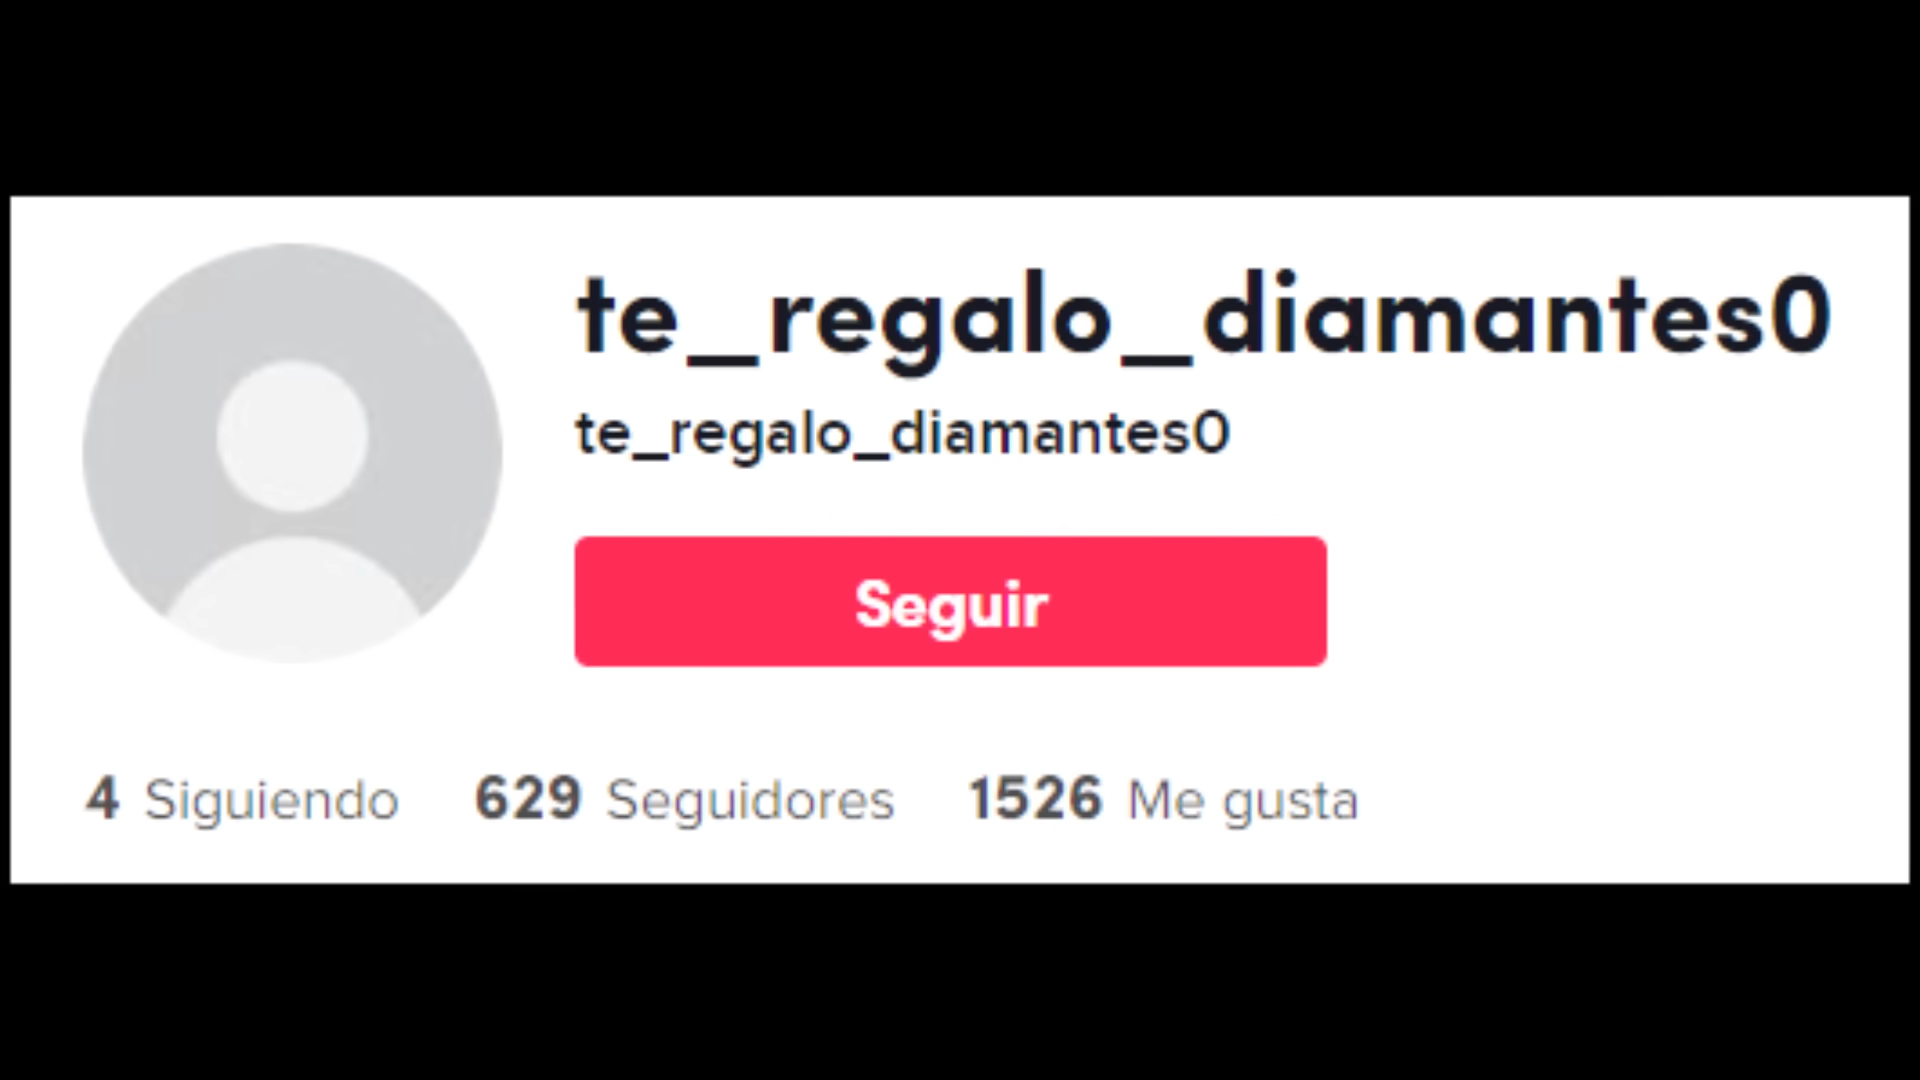 te_regalo_diamantes0
te_regalo_diamantes0
Seguir
4 Siguiendo 629 Seguidores 1526 Me gusta